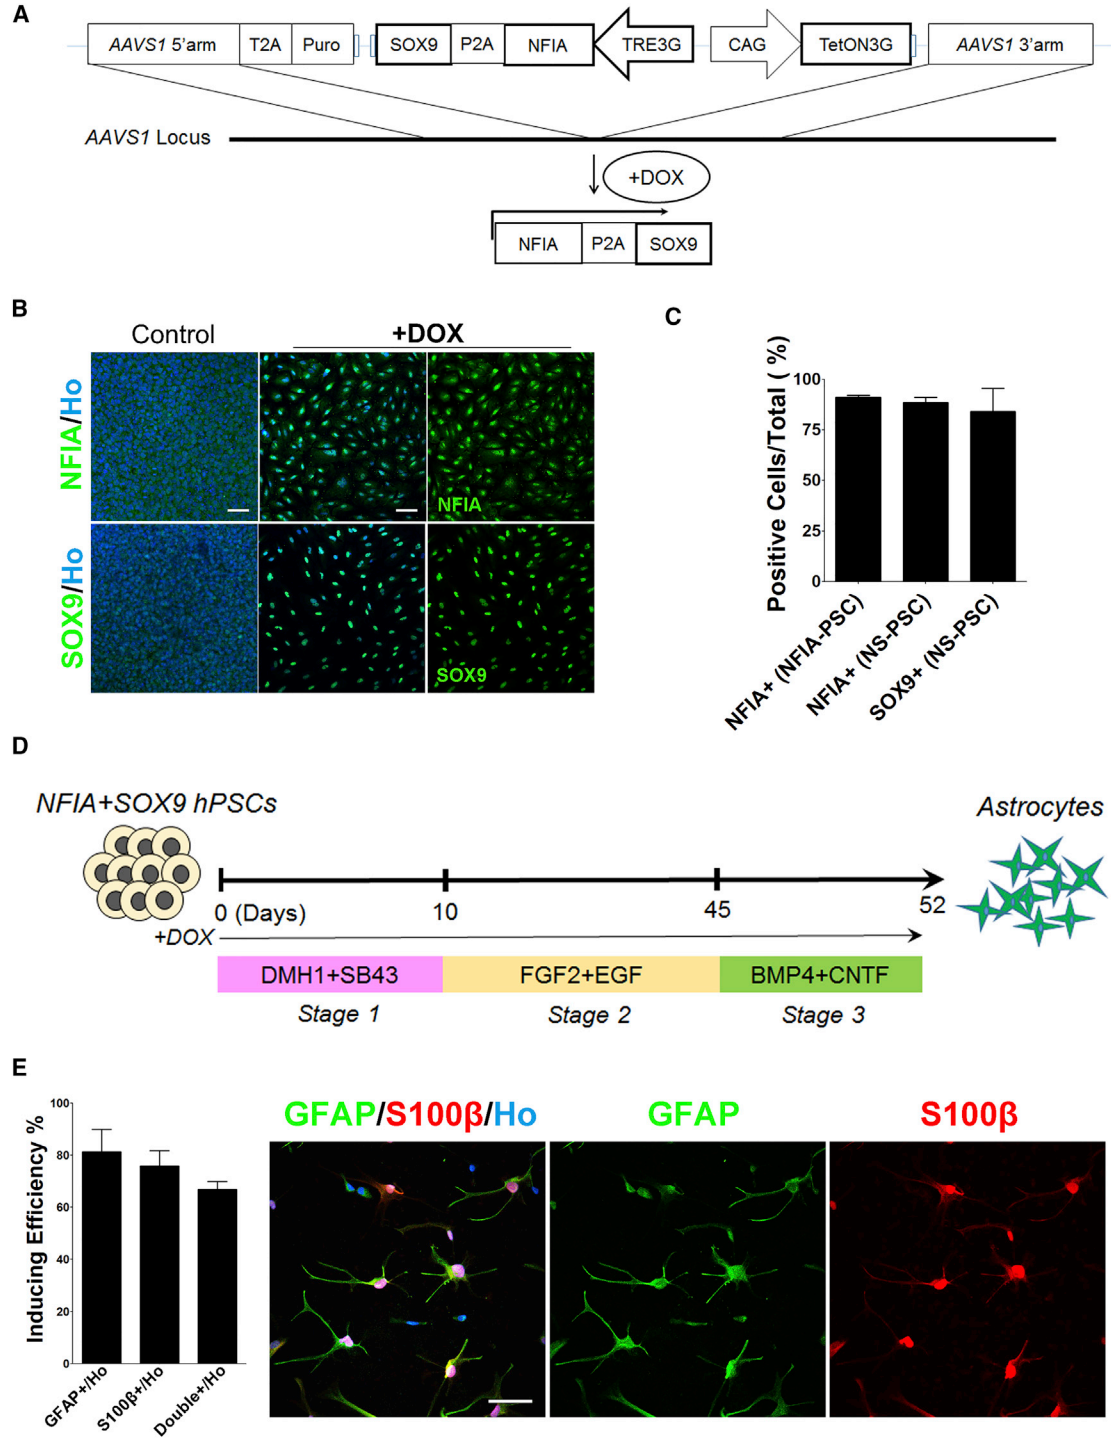 A
AAVS1 5’arm T2A Puro SOX9 P2A NFIA TRE3G CAG TetON3G AAVS1 3’arm
AAVS1 Locus
+DOX
NFIA P2A SOX9
B
Control +DOX
NFIA/Ho
NFIA
SOX9/Ho
SOX9
C
Positive Cells/Total ( %)
100
75
50
25
0
NFIA+ (NFIA-PSC)
NFIA+ (NS-PSC)
SOX9+ (NS-PSC)
D
NFIA+SOX9 hPSCs
Astrocytes
0 (Days) 10 45 52
+DOX
DMH1+SB43 FGF2+EGF BMP4+CNTF
Stage 1 Stage 2 Stage 3
E
Inducing Efficiency %
100
80
60
40
20
0
GFAP+/Ho
S100β+/Ho
Double+/Ho
GFAP/S100β/Ho GFAP S100β